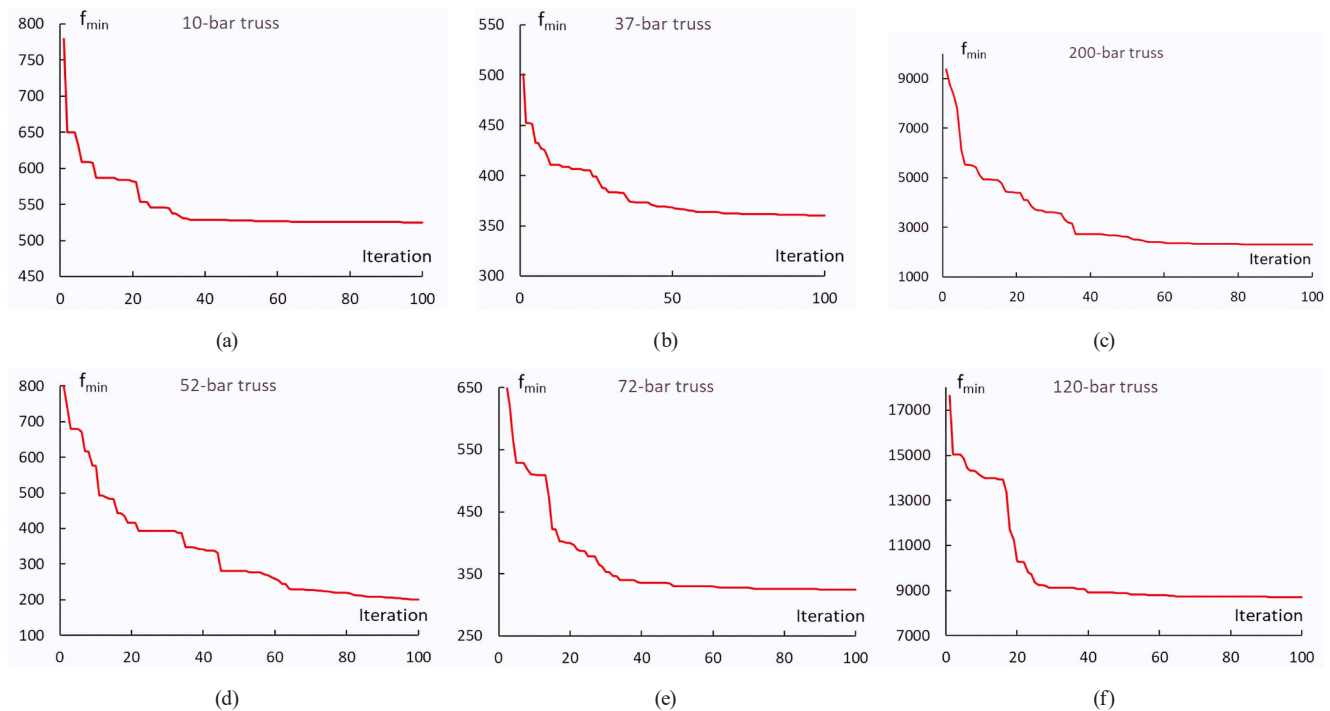 f_min 10-bar truss
800
750
700
650
600
550
500
450
Iteration
0 20 40 60 80 100
(a)
f_min 37-bar truss
550
500
450
400
350
300
Iteration
0 50 100
(b)
f_min 200-bar truss
9000
7000
5000
3000
1000
Iteration
0 20 40 60 80 100
(c)
f_min 52-bar truss
800
700
600
500
400
300
200
100
Iteration
0 20 40 60 80 100
(d)
f_min 72-bar truss
650
550
450
350
250
Iteration
0 20 40 60 80 100
(e)
f_min 120-bar truss
17000
15000
13000
11000
9000
7000
Iteration
0 20 40 60 80 100
(f)